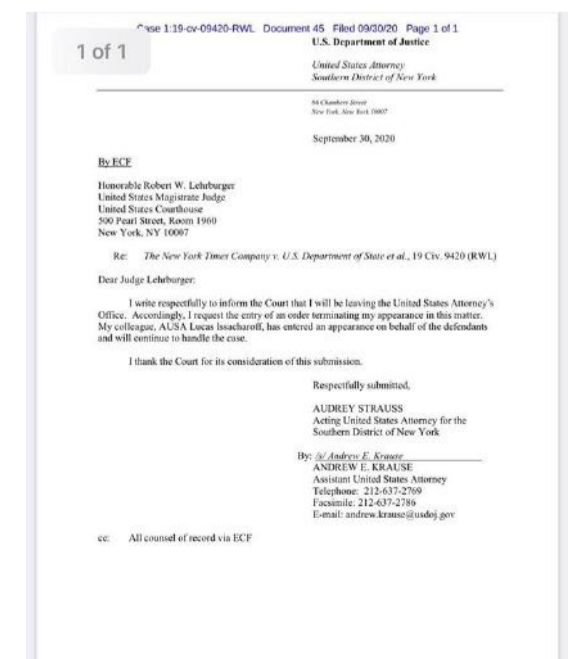 Case 1:19-cv-09420-RWL Document 45 Filed 09/30/20 Page 1 of 1
1 of 1
U.S. Department of Justice
United States Attorney
Southern District of New York
86 Chambers Street
New York, New York 10007
September 30, 2020
By ECF
Honorable Robert W. Lehrburger
United States Magistrate Judge
United States Courthouse
500 Pearl Street, Room 1960
New York, NY 10007
Re: The New York Times Company v. U.S. Department of State et al., 19 Civ. 9420 (RWL)
Dear Judge Lehrburger:
I write respectfully to inform the Court that I will be leaving the United States Attorney's
Office. Accordingly, I request the entry of an order terminating my appearance in this matter.
My colleague, AUSA Lucas Issacharoff, has entered an appearance on behalf of the defendants
and will continue to handle the case.
I thank the Court for its consideration of this submission.
Respectfully submitted,
AUDREY STRAUSS
Acting United States Attorney for the
Southern District of New York
By: /s/ Andrew E. Krause
ANDREW E. KRAUSE
Assistant United States Attorney
Telephone: 212-637-2769
Facsimile: 212-637-2786
E-mail: andrew.krause@usdoj.gov
cc: All counsel of record via ECF